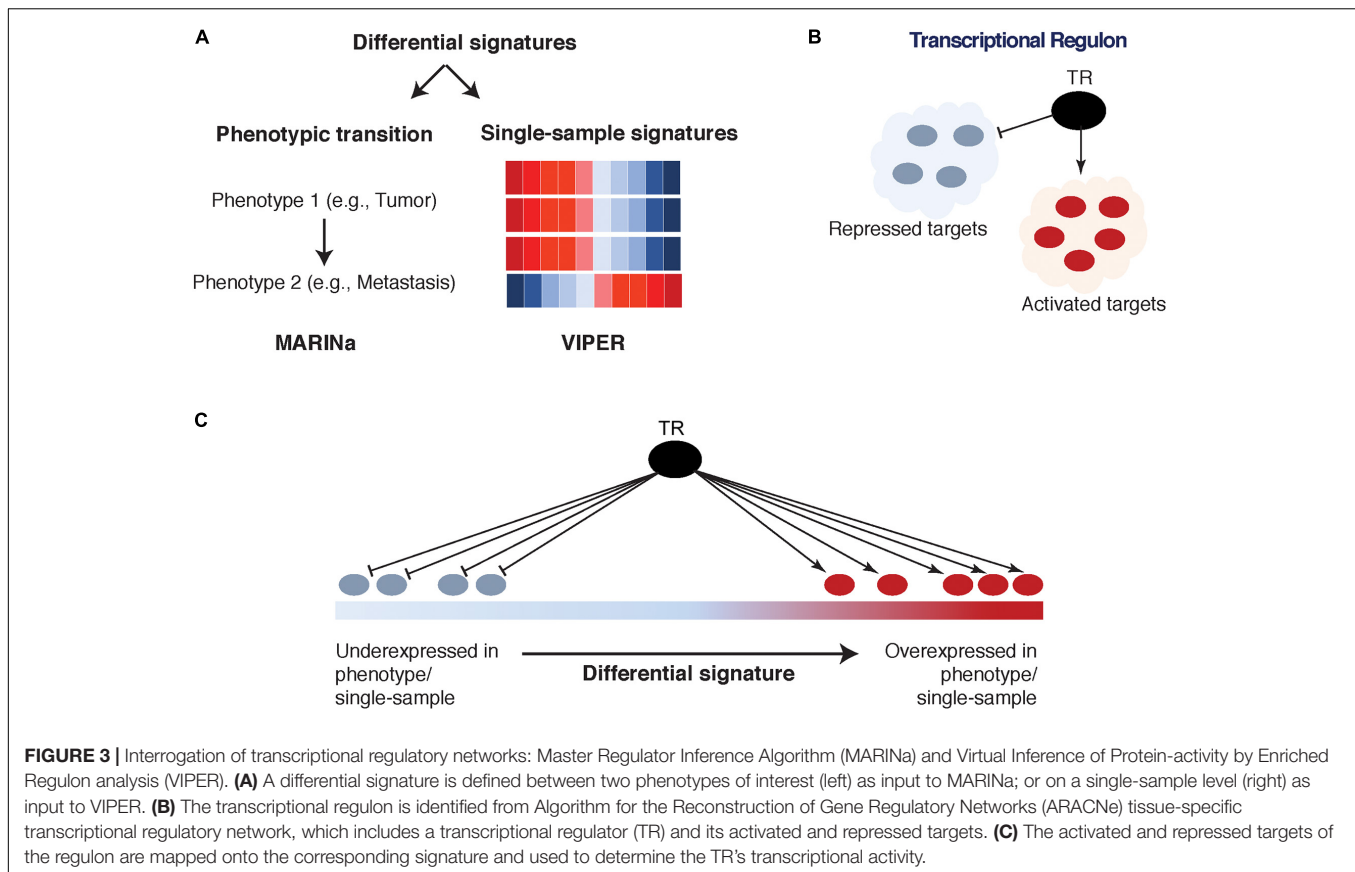 A
Differential signatures
Phenotypic transition
Single-sample signatures
Phenotype 1 (e.g., Tumor)
Phenotype 2 (e.g., Metastasis)
MARINa
VIPER
B
Transcriptional Regulon
TR
Repressed targets
Activated targets
C
TR
Underexpressed in
phenotype/
single-sample
Differential signature
Overexpressed in
phenotype/
single-sample
FIGURE 3 | Interrogation of transcriptional regulatory networks: Master Regulator Inference Algorithm (MARINa) and Virtual Inference of Protein-activity by Enriched
Regulon analysis (VIPER). (A) A differential signature is defined between two phenotypes of interest (left) as input to MARINa; or on a single-sample level (right) as
input to VIPER. (B) The transcriptional regulon is identified from Algorithm for the Reconstruction of Gene Regulatory Networks (ARACNe) tissue-specific
transcriptional regulatory network, which includes a transcriptional regulator (TR) and its activated and repressed targets. (C) The activated and repressed targets of
the regulon are mapped onto the corresponding signature and used to determine the TR's transcriptional activity.